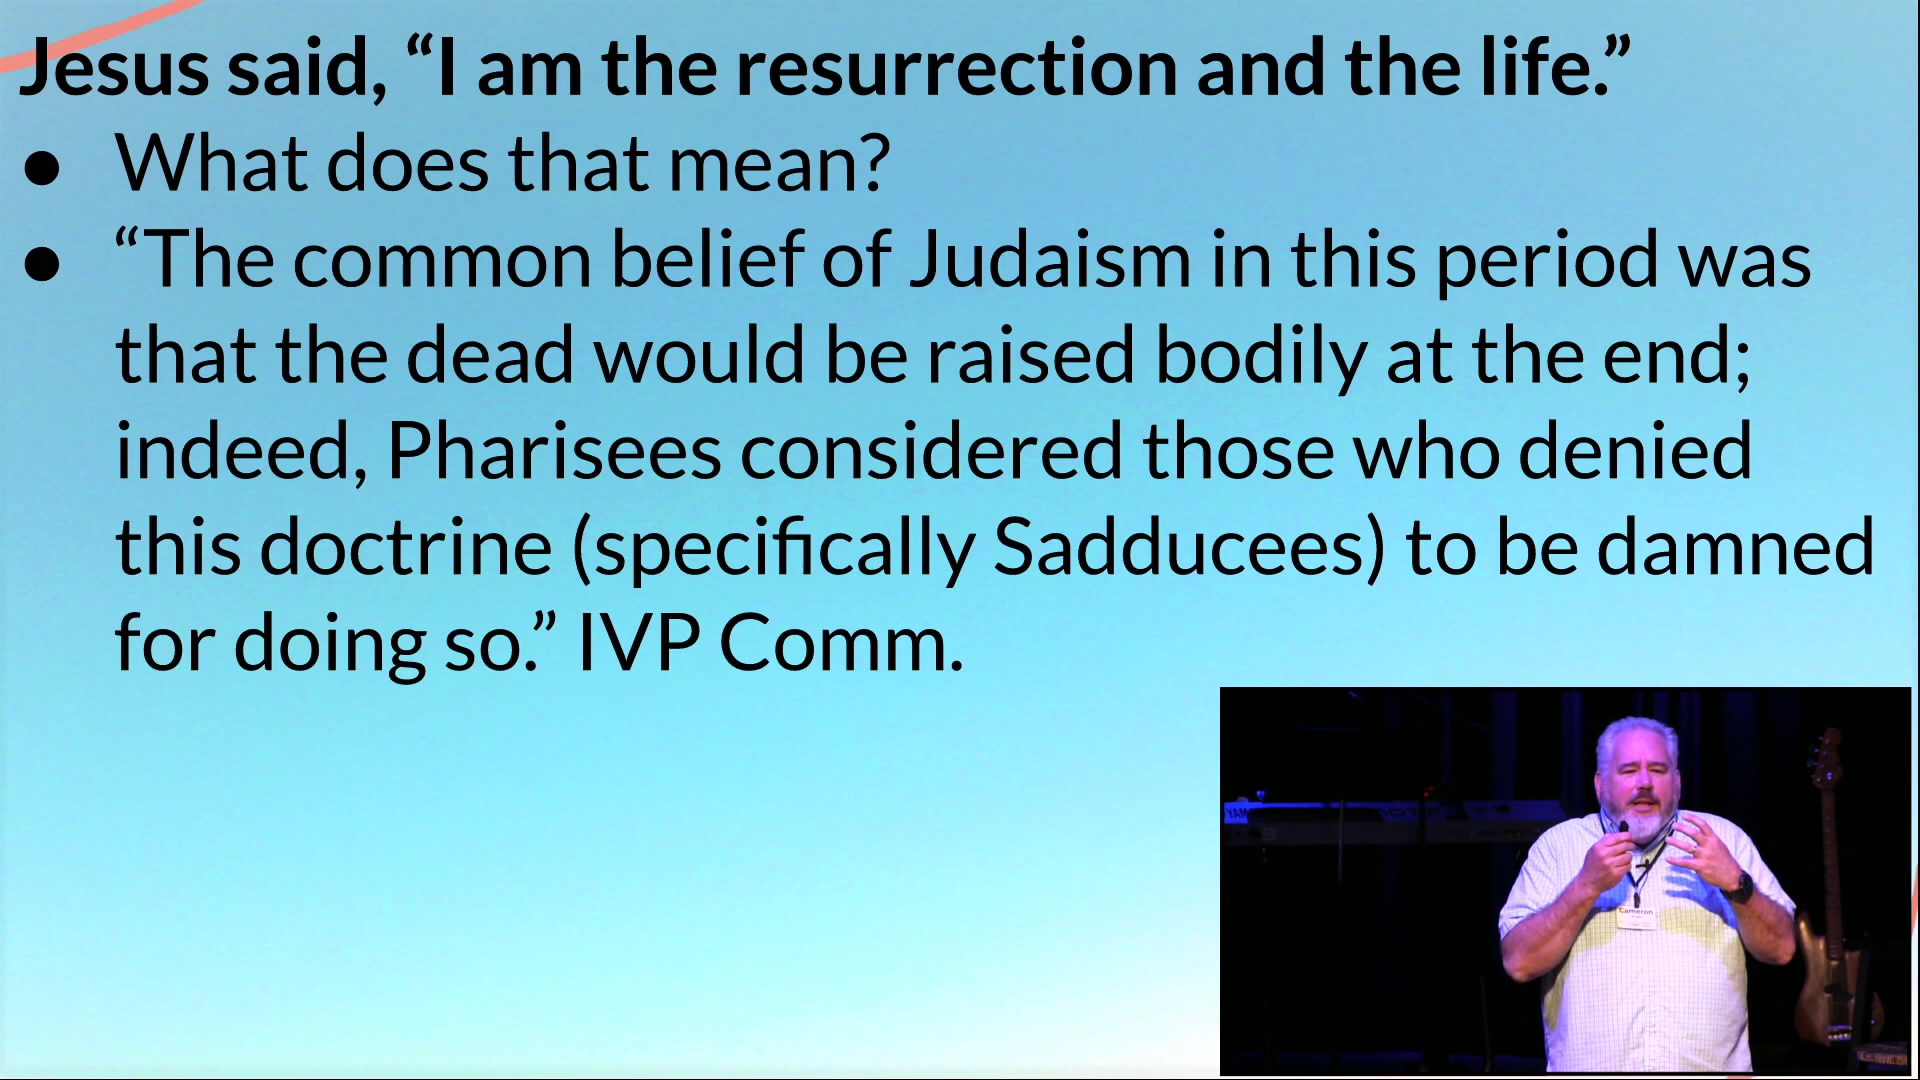 Jesus said, “I am the resurrection and the life.”
● What does that mean?
● “The common belief of Judaism in this period was
that the dead would be raised bodily at the end;
indeed, Pharisees considered those who denied
this doctrine (specifically Sadducees) to be damned
for doing so.” IVP Comm.
Cameron